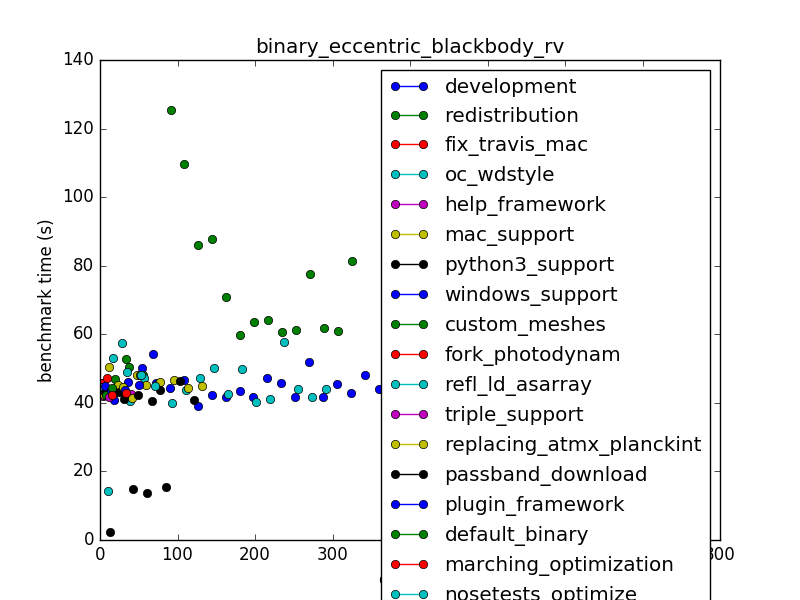 binary_eccentric_blackbody_rv
140
120
100
80
60
40
20
0
benchmark time (s)
0
100
200
300
800
development
redistribution
fix_travis_mac
oc_wdstyle
help_framework
mac_support
python3_support
windows_support
custom_meshes
fork_photodynam
refl_ld_asarray
triple_support
replacing_atmx_planckint
passband_download
plugin_framework
default_binary
marching_optimization
nosetests_optimize